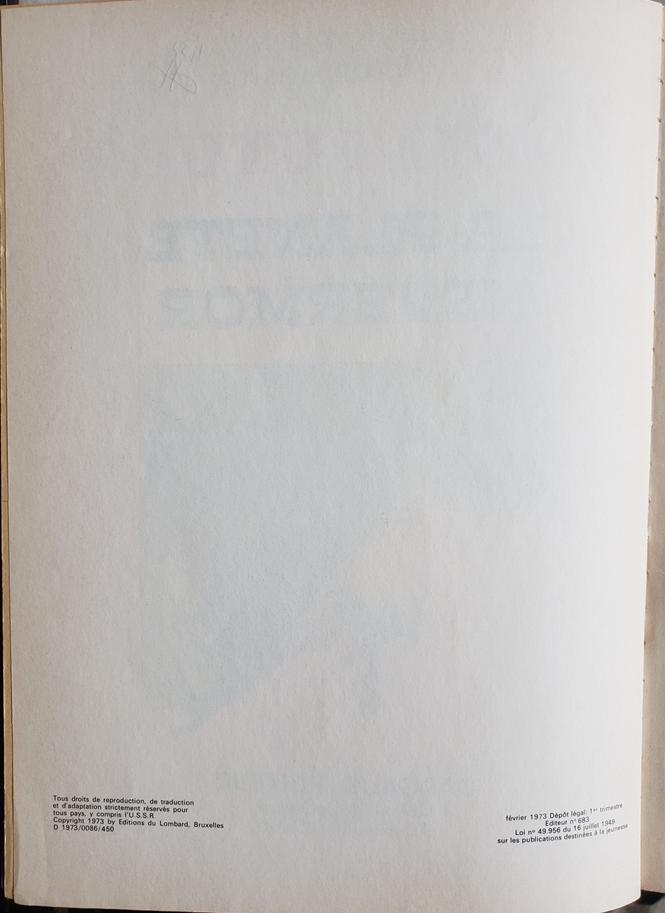 Tous droits de reproduction, de traduction
et d'adaptation strictement réservés pour
tous pays, y compris l'U.S.S.R.
Copyright 1973 by Editions du Lombard, Bruxelles
D 1973/0086/450
février 1973 Dépôt légal: 1er trimestre
Editeur n° 683
Loi n° 49.956 du 16 juillet 1949
sur les publications destinées à la jeunesse